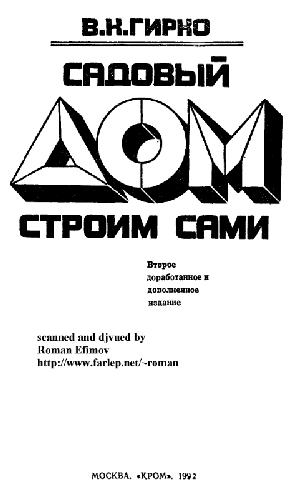 В.К.ГИРКО
САДОВЫЙ
ДОМ
СТРОИМ САМИ
Второе
доработанное и
дополненное
издание
scanned and djvued by
Roman Efimov
http://www.farlep.net/~roman
МОСКВА, «КРОМ», 1992